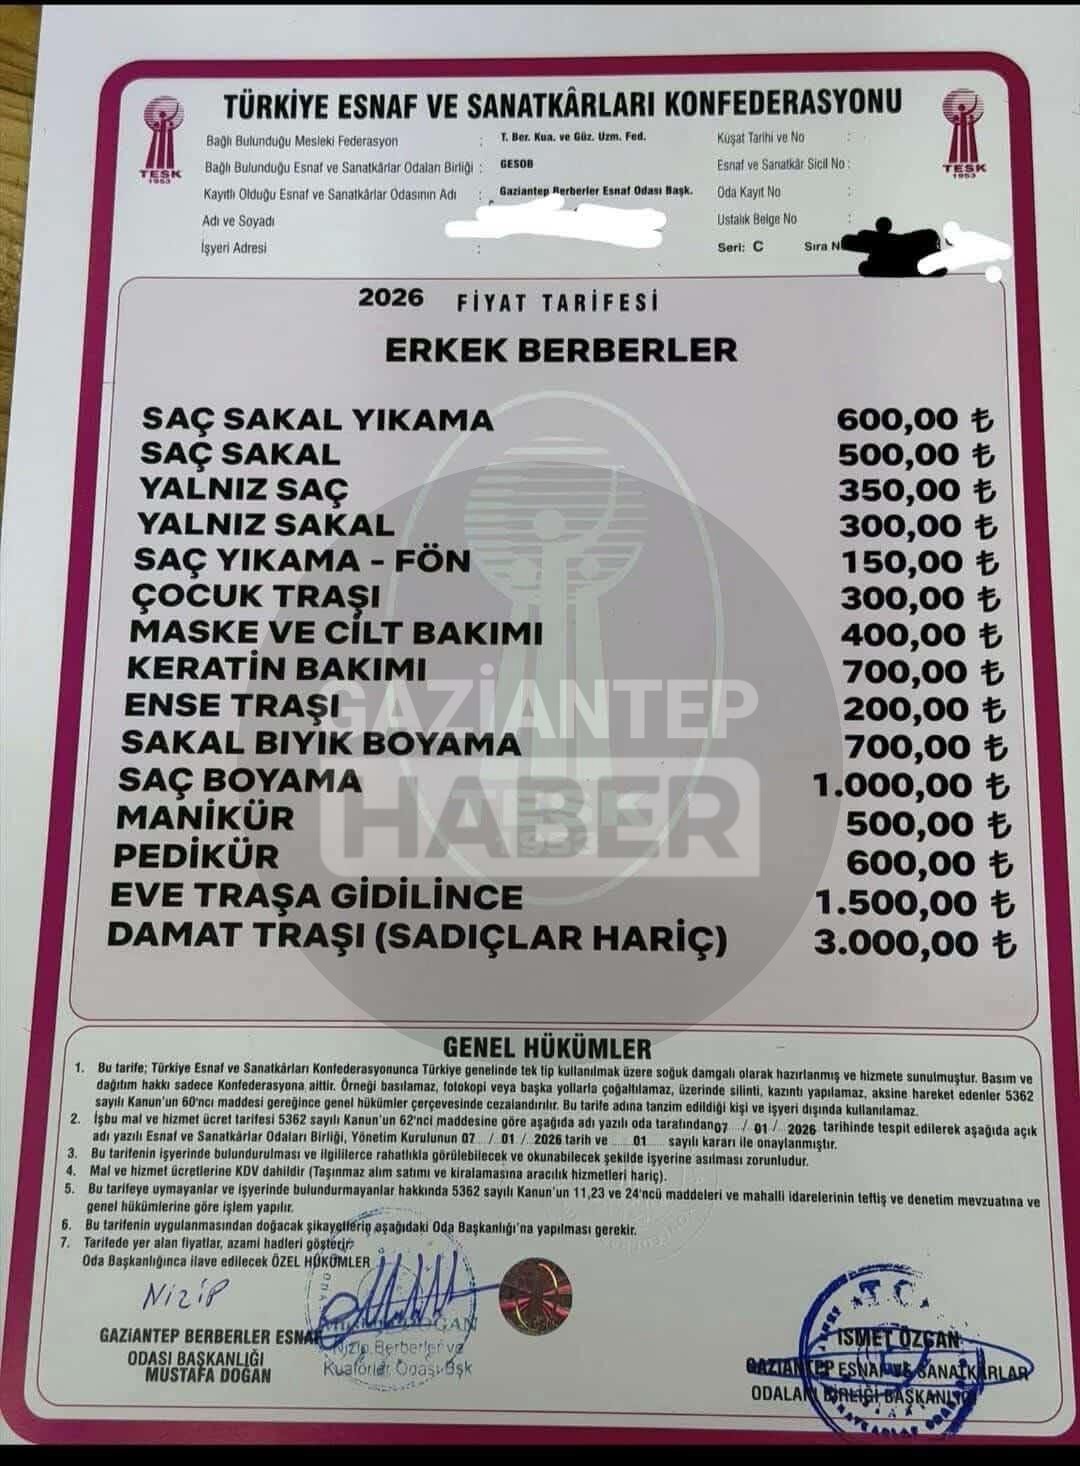 TÜRKİYE ESNAF VE SANATKÂRLARI KONFEDERASYONU
TESK
1953
TESK
1953
Bağlı Bulunduğu Mesleki Federasyon : T. Ber. Kua. ve Güz. Uzm. Fed.
Bağlı Bulunduğu Esnaf ve Sanatkârlar Odaları Birliği : GESOB
Kayıtlı Olduğu Esnaf ve Sanatkârlar Odasının Adı : Gaziantep Berberler Esnaf Odası Başk.
Adı ve Soyadı
İşyeri Adresi :
Küşat Tarihi ve No :
Esnaf ve Sanatkâr Sicil No :
Oda Kayıt No :
Ustalık Belge No :
Seri: C Sıra
2026 FİYAT TARİFESİ
ERKEK BERBERLER
SAÇ SAKAL YIKAMA 600,00 ₺
SAÇ SAKAL 500,00 ₺
YALNIZ SAÇ 350,00 ₺
YALNIZ SAKAL 300,00 ₺
SAÇ YIKAMA - FÖN 150,00 ₺
ÇOCUK TRAŞI 300,00 ₺
MASKE VE CİLT BAKIMI 400,00 ₺
KERATİN BAKIMI 700,00 ₺
ENSE TRAŞI 200,00 ₺
SAKAL BIYIK BOYAMA 700,00 ₺
SAÇ BOYAMA 1.000,00 ₺
MANİKÜR 500,00 ₺
PEDİKÜR 600,00 ₺
EVE TRAŞA GİDİLİNCE 1.500,00 ₺
DAMAT TRAŞI (SADIÇLAR HARİÇ) 3.000,00 ₺
GAZİANTEP
HABER
TESK
1953
GENEL HÜKÜMLER
1. Bu tarife; Türkiye Esnaf ve Sanatkârları Konfederasyonunca Türkiye genelinde tek tip kullanılmak üzere soğuk damgalı olarak hazırlanmış ve hizmete sunulmuştur. Basım ve
dağıtım hakkı sadece Konfederasyona aittir. Örneği basılamaz, fotokopi veya başka yollarla çoğaltılamaz, üzerinde silinti, kazıntı yapılamaz, aksine hareket edenler 5362
sayılı Kanun'un 60'ncı maddesi gereğince genel hükümler çerçevesinde cezalandırılır. Bu tarife adına tanzim edildiği kişi ve işyeri dışında kullanılamaz.
2. İşbu mal ve hizmet ücret tarifesi 5362 sayılı Kanun'un 62'nci maddesine göre aşağıda adı yazılı oda tarafından 07 / 01 / 2026 tarihinde tespit edilerek aşağıda açık
adı yazılı Esnaf ve Sanatkârlar Odaları Birliği, Yönetim Kurulunun 07 / 01 / 2026 tarih ve 01 sayılı kararı ile onaylanmıştır.
3. Bu tarifenin işyerinde bulundurulması ve ilgililerce rahatlıkla görülebilecek ve okunabilecek şekilde işyerine asılması zorunludur.
4. Mal ve hizmet ücretlerine KDV dahildir (Taşınmaz alım satımı ve kiralamasına aracılık hizmetleri hariç).
5. Bu tarifeye uymayanlar ve işyerinde bulundurmayanlar hakkında 5362 sayılı Kanun'un 11,23 ve 24'ncü maddeleri ve mahalli idarelerinin teftiş ve denetim mevzuatına ve
genel hükümlerine göre işlem yapılır.
6. Bu tarifenin uygulanmasından doğacak şikayetlerin aşağıdaki Oda Başkanlığı'na yapılması gerekir.
7. Tarifede yer alan fiyatlar, azami hadleri gösterir.
Oda Başkanlığınca ilave edilecek ÖZEL HÜKÜMLER
Nizip
GAZİANTEP BERBERLER ESNAF
ODASI BAŞKANLIĞI
MUSTAFA DOĞAN
Nizip Berberler ve
Kuaförler Odası Bşk
T.C.
İSMET ÖZCAN
GAZİANTEP ESNAF VE SANATKÂRLAR
ODALARI BİRLİĞİ BAŞKANLIĞI